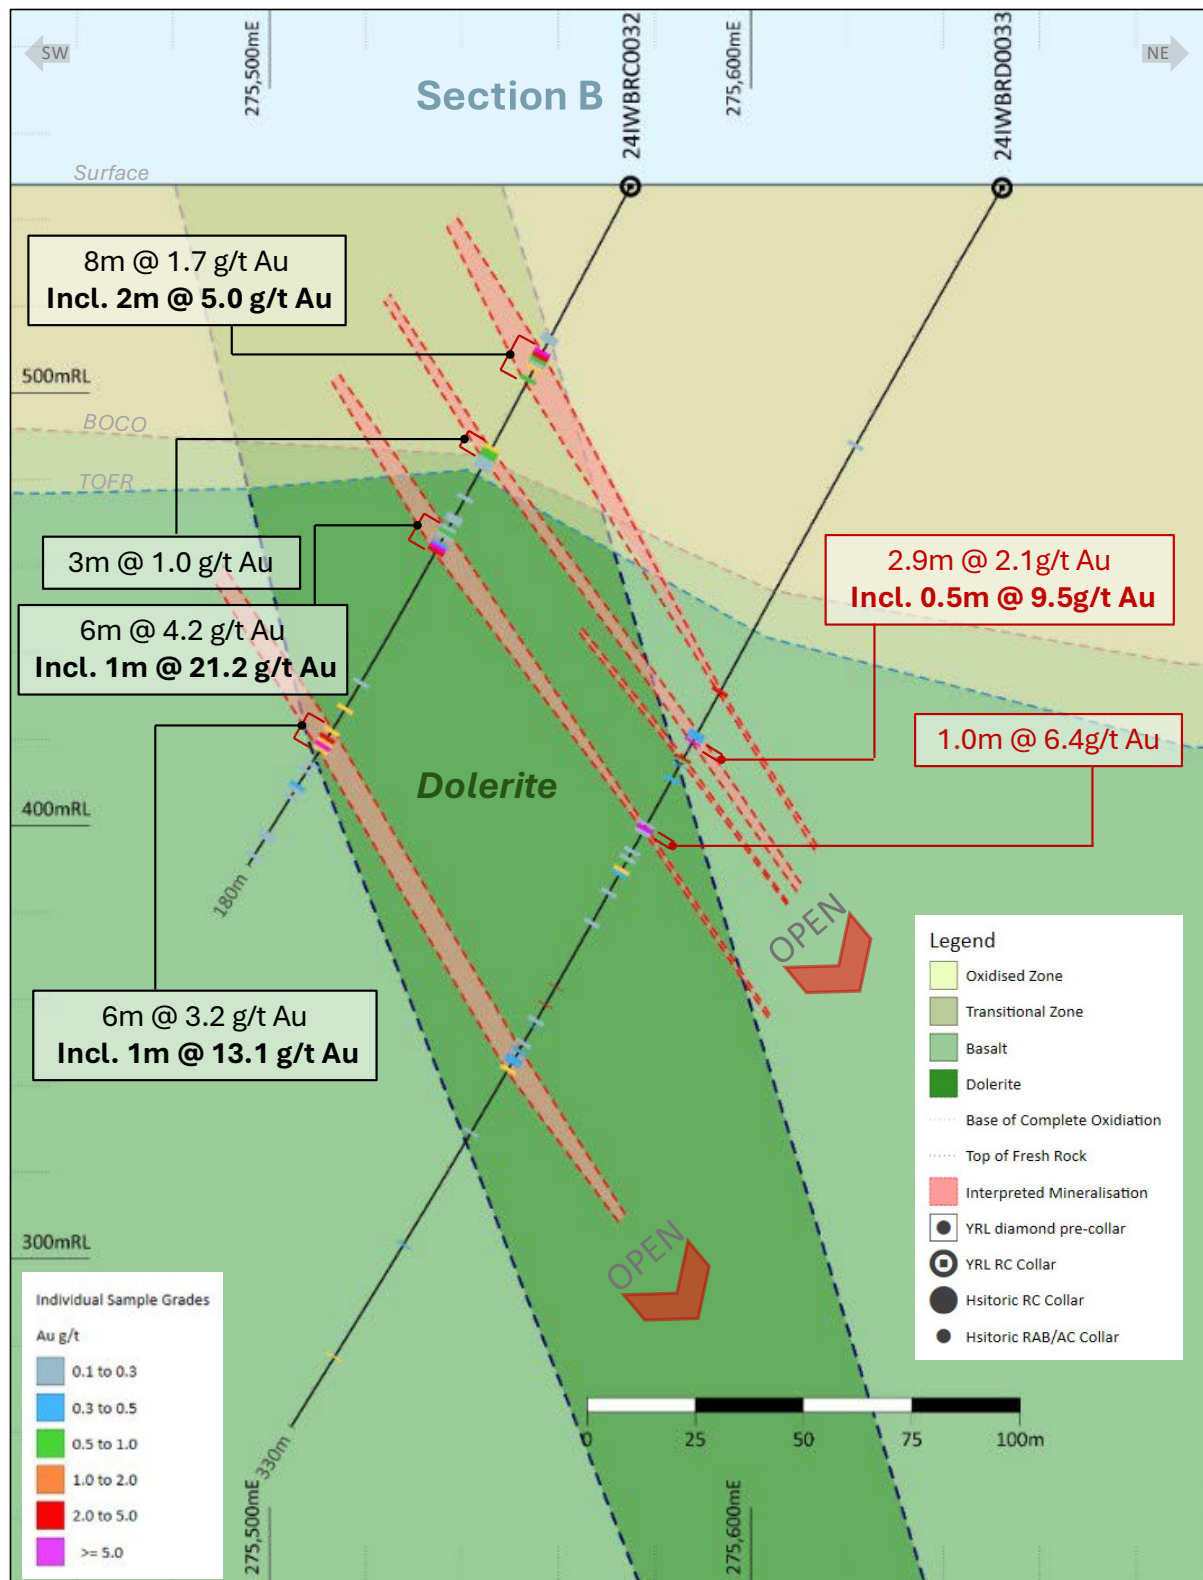 SW
NE
275,500mE
24IWBRC0032
275,600mE
24IWBRD0033
Section B
Surface
8m @ 1.7 g/t Au
Incl. 2m @ 5.0 g/t Au
500mRL
BOCO
TOFR
3m @ 1.0 g/t Au
2.9m @ 2.1g/t Au
Incl. 0.5m @ 9.5g/t Au
6m @ 4.2 g/t Au
Incl. 1m @ 21.2 g/t Au
1.0m @ 6.4g/t Au
Dolerite
400mRL
180m
OPEN
6m @ 3.2 g/t Au
Incl. 1m @ 13.1 g/t Au
Legend
Oxidised Zone
Transitional Zone
Basalt
Dolerite
Base of Complete Oxidiation
Top of Fresh Rock
Interpreted Mineralisation
YRL diamond pre-collar
YRL RC Collar
Hsitoric RC Collar
Hsitoric RAB/AC Collar
300mRL
OPEN
Individual Sample Grades
Au g/t
0.1 to 0.3
0.3 to 0.5
0.5 to 1.0
1.0 to 2.0
2.0 to 5.0
>= 5.0
0 25 50 75 100m
330m
275,500mE
275,600mE